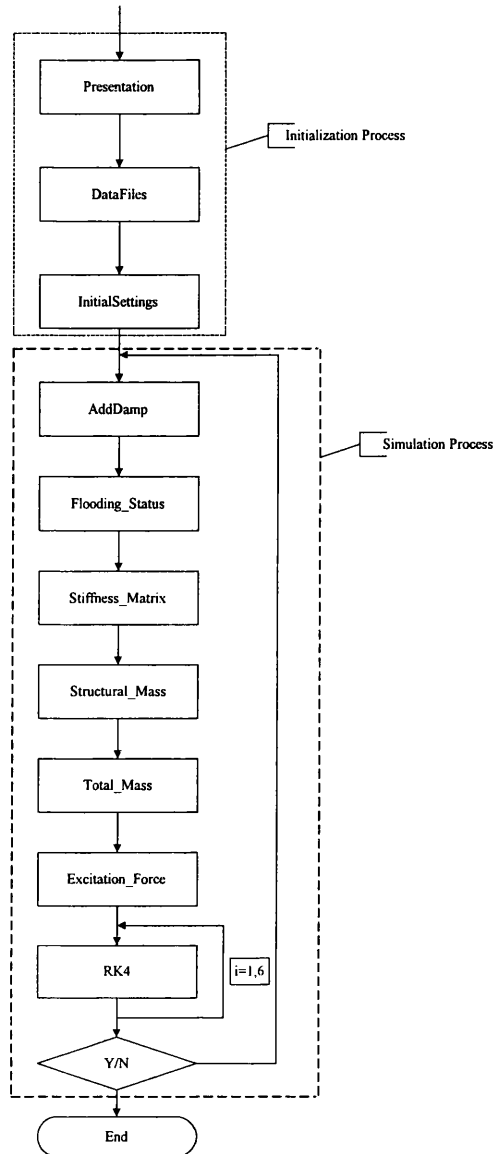 Presentation
Initialization Process
DataFiles
InitialSettings
AddDamp
Simulation Process
Flooding_Status
Stiffness_Matrix
Structural_Mass
Total_Mass
Excitation_Force
RK4
i=1,6
Y/N
End